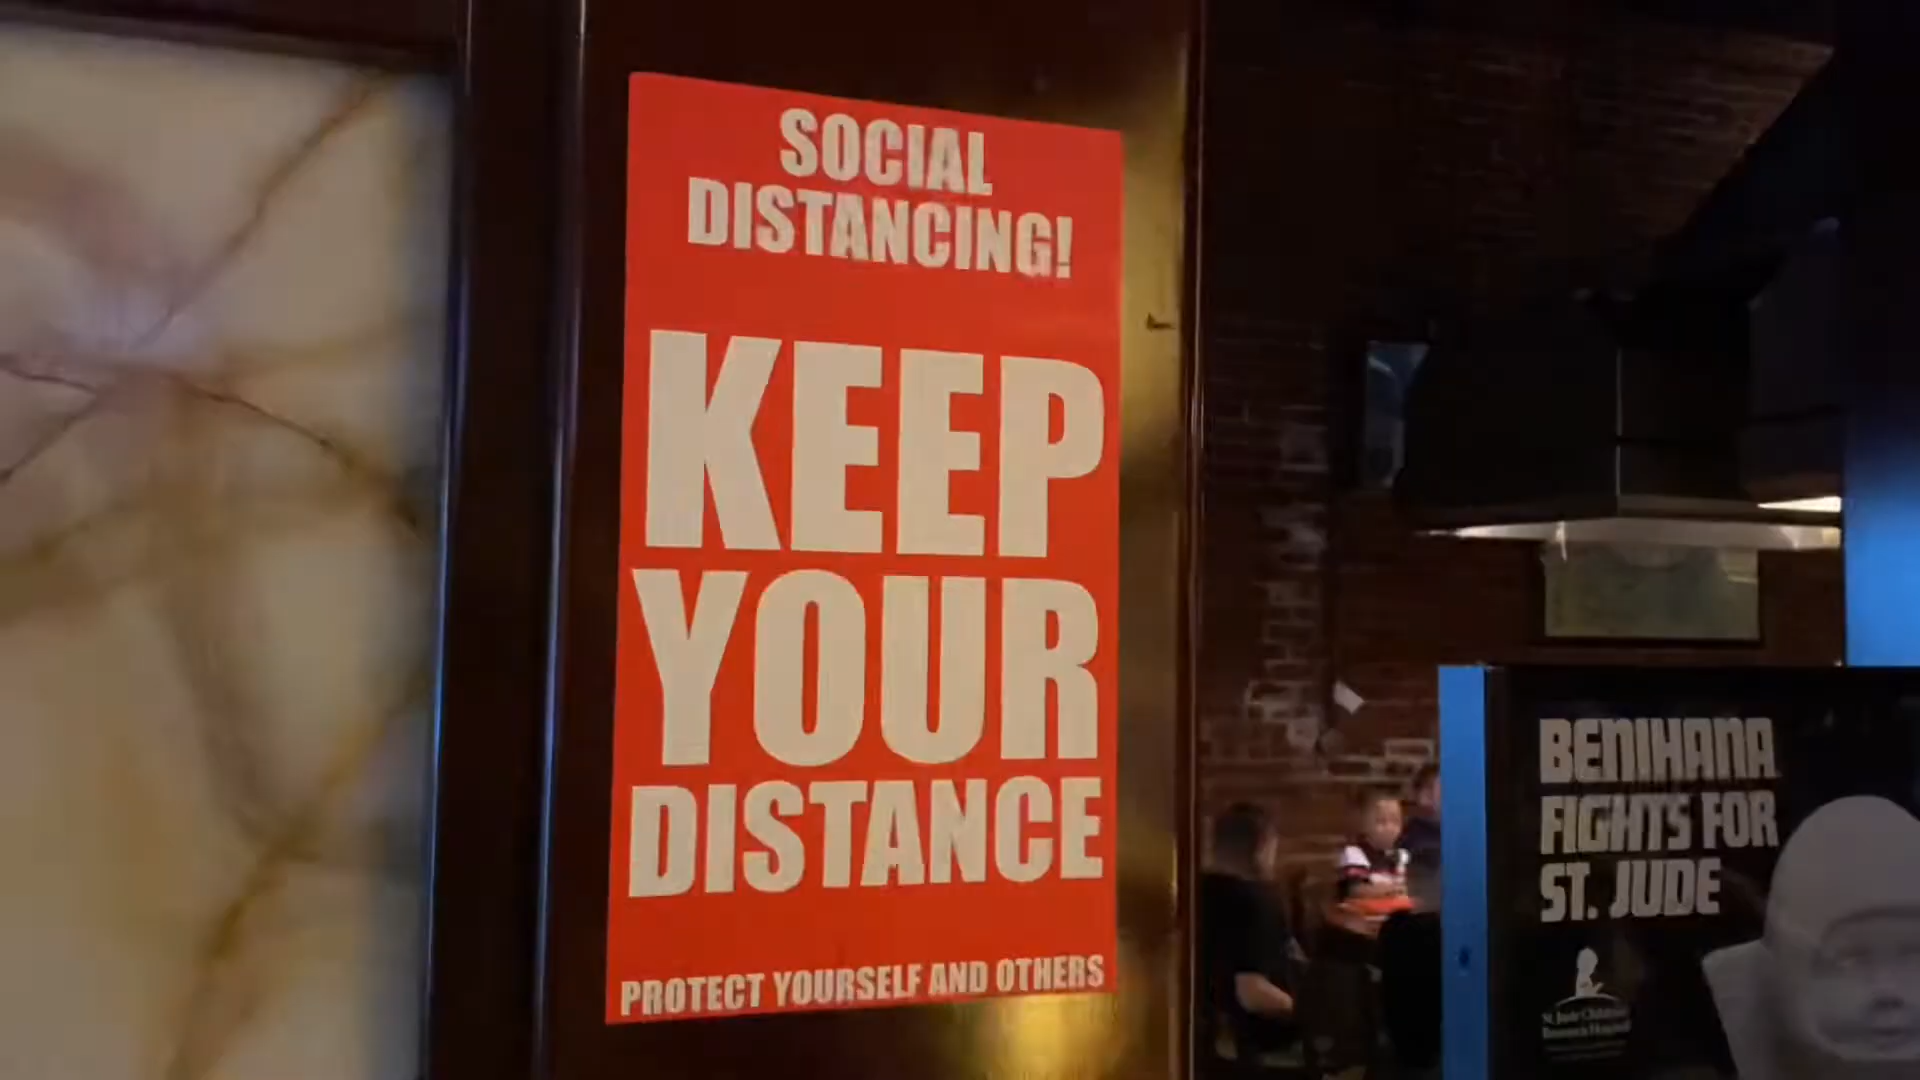 SOCIAL
DISTANCING!
KEEP
YOUR
DISTANCE
PROTECT YOURSELF AND OTHERS
BENIHANA
FIGHTS FOR
ST. JUDE
St. Jude Children's
Research Hospital